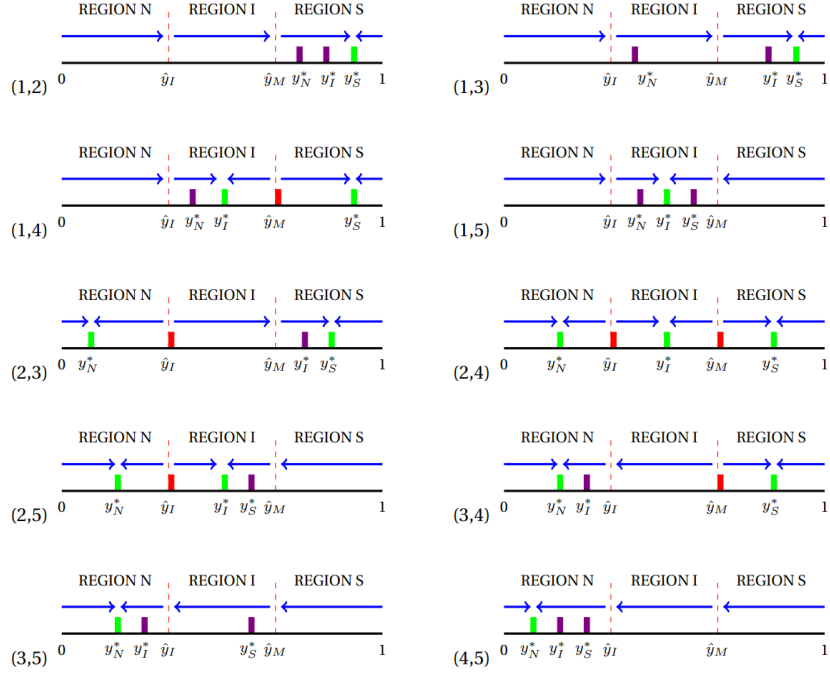 REGION N REGION I REGION S REGION N REGION I REGION S
(1,2) 0 ŷ_I ŷ_M y*_N y*_I y*_S 1 (1,3) 0 ŷ_I y*_N ŷ_M y*_I y*_S 1
REGION N REGION I REGION S REGION N REGION I REGION S
(1,4) 0 ŷ_I y*_N y*_I ŷ_M y*_S 1 (1,5) 0 ŷ_I y*_N y*_I y*_S ŷ_M 1
REGION N REGION I REGION S REGION N REGION I REGION S
(2,3) 0 y*_N ŷ_I ŷ_M y*_I y*_S 1 (2,4) 0 y*_N ŷ_I y*_I ŷ_M y*_S 1
REGION N REGION I REGION S REGION N REGION I REGION S
(2,5) 0 y*_N ŷ_I y*_I y*_S ŷ_M 1 (3,4) 0 y*_N y*_I ŷ_I ŷ_M y*_S 1
REGION N REGION I REGION S REGION N REGION I REGION S
(3,5) 0 y*_N y*_I ŷ_I y*_S ŷ_M 1 (4,5) 0 y*_N y*_I y*_S ŷ_I ŷ_M 1